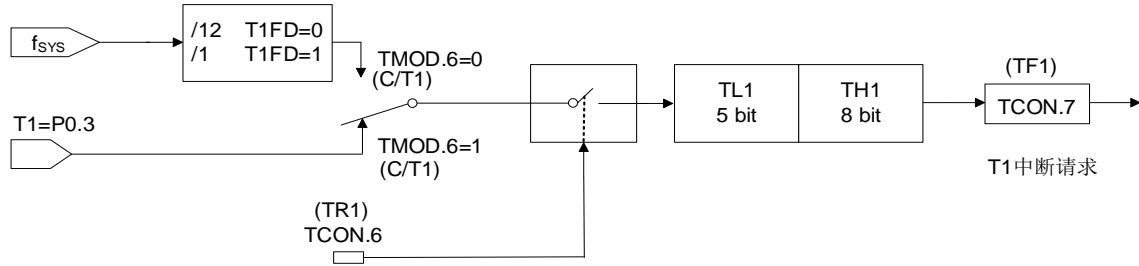 fSYS
/12 T1FD=0
/1 T1FD=1
TMOD.6=0
(C/T1)
T1=P0.3
TMOD.6=1
(C/T1)
(TR1)
TCON.6
TL1
5 bit
TH1
8 bit
(TF1)
TCON.7
T1中断请求